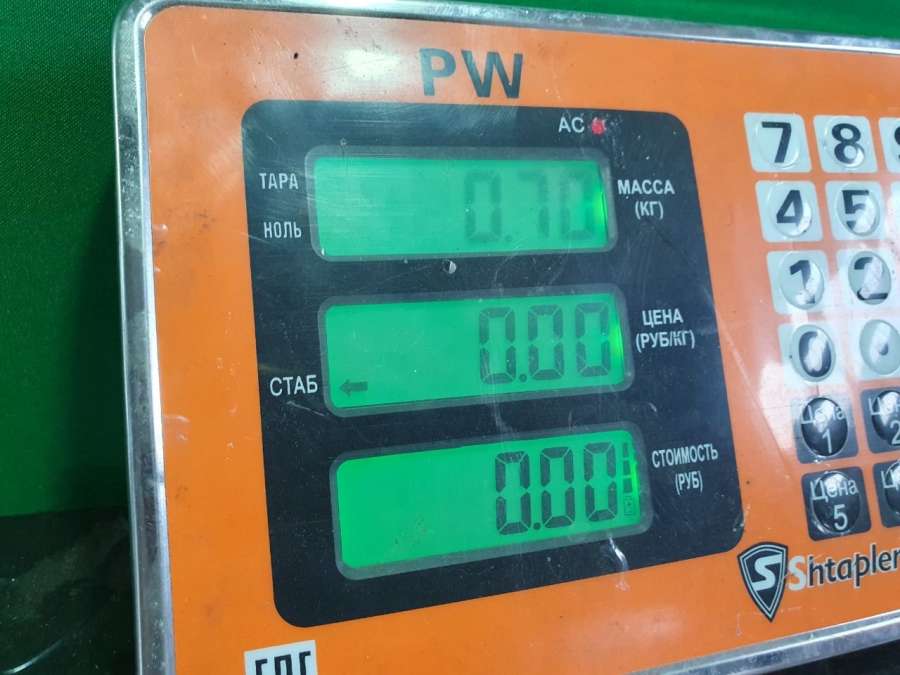 PW
AC
ТАРА
0.70
МАССА
(КГ)
НОЛЬ
0.00
ЦЕНА
(РУБ/КГ)
СТАБ
0.00
СТОИМОСТЬ
(РУБ)
7 8
4 5
1 2
0
Цена
1
2
Цена
5
Shtapler